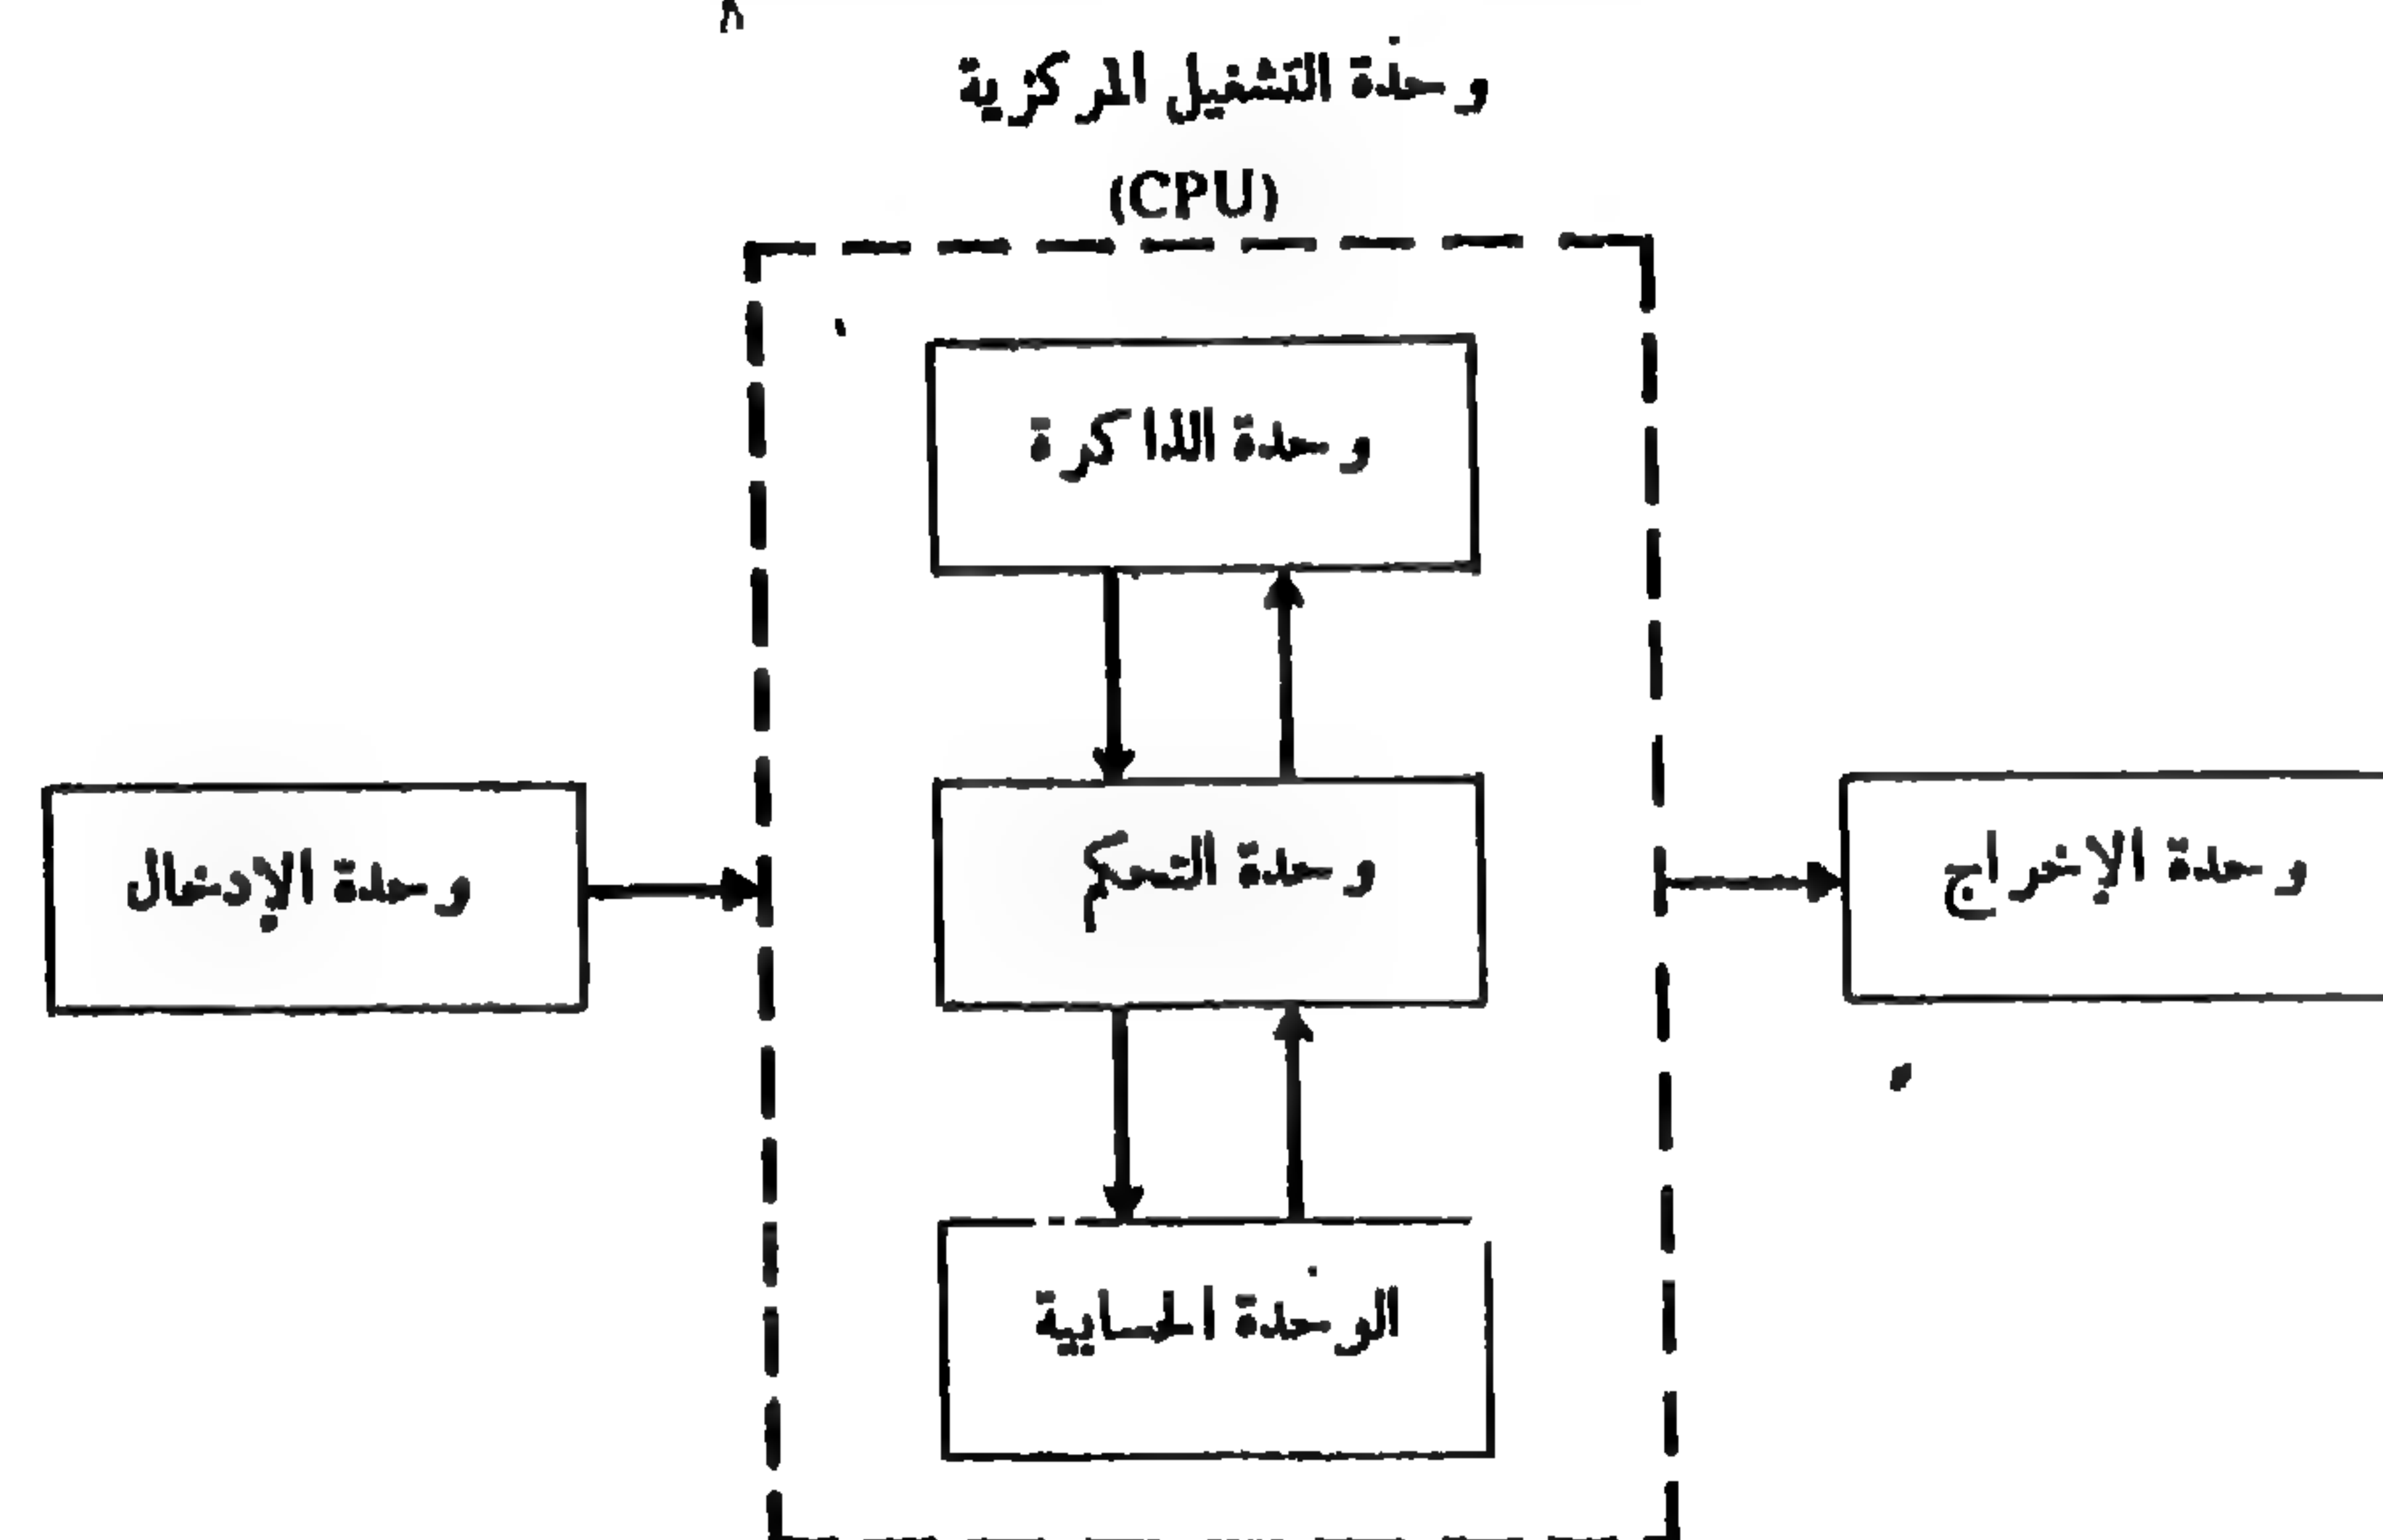 وحدة التشغيل المركزية
(CPU)
وحدة الذاكرة
وحدة الإدخال
وحدة التحكم
وحدة الإخراج
الوحدة الحسابية